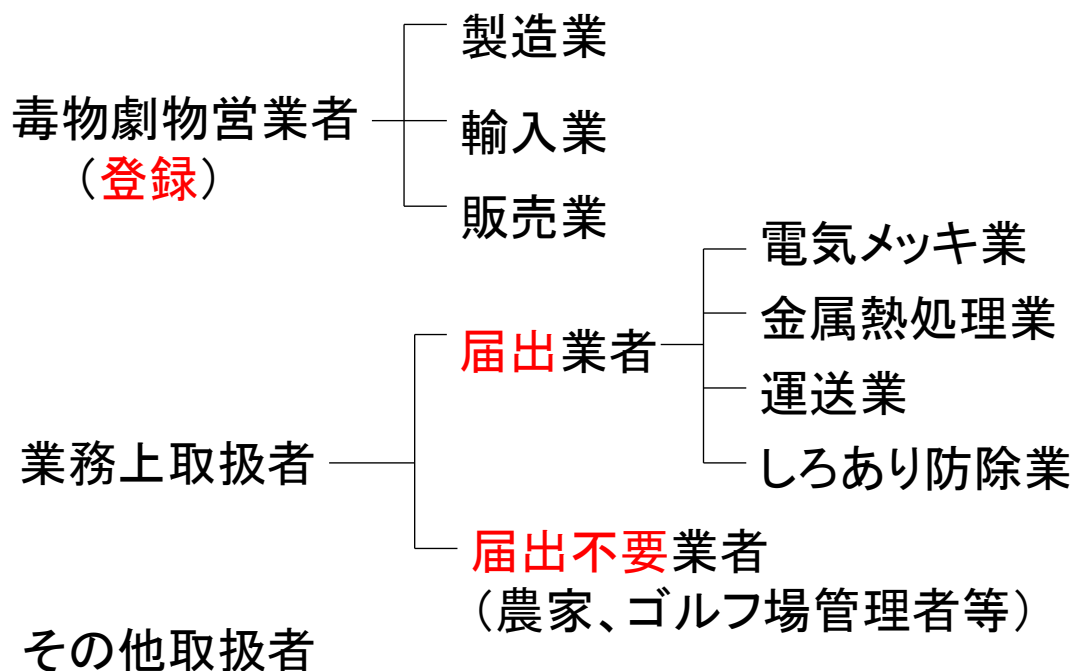 毒物劇物営業者
（登録）
製造業
輸入業
販売業
業務上取扱者
届出業者
電気メッキ業
金属熱処理業
運送業
しろあり防除業
届出不要業者
（農家、ゴルフ場管理者等）
その他取扱者